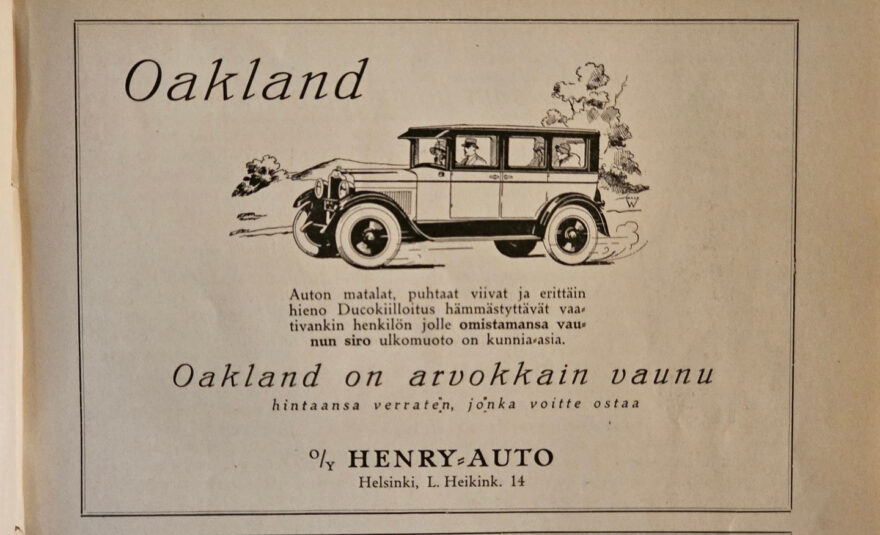 Oakland
W
Auton matalat, puhtaat viivat ja erittäin
hieno Ducokiilloitus hämmästyttävät vaa-
tivankin henkilön jolle omistamansa vau-
nun siro ulkomuoto on kunnia-asia.
Oakland on arvokkain vaunu
hintaansa verraten, jonka voitte ostaa
O/Y HENRY-AUTO
Helsinki, L. Heikink. 14